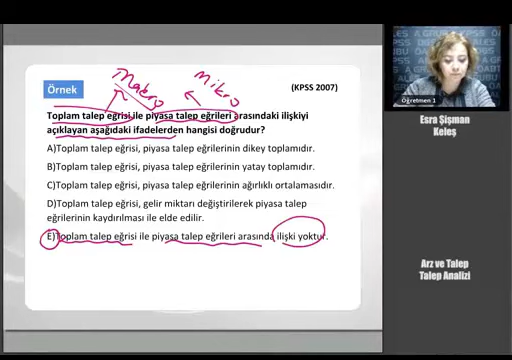 Örnek
Makro
Mikro
(KPSS 2007)
Toplam talep eğrisi ile piyasa talep eğrileri arasındaki ilişkiyi
açıklayan aşağıdaki ifadelerden hangisi doğrudur?
A)Toplam talep eğrisi, piyasa talep eğrilerinin dikey toplamıdır.
B)Toplam talep eğrisi, piyasa talep eğrilerinin yatay toplamıdır.
C)Toplam talep eğrisi, piyasa talep eğrilerinin ağırlıklı ortalamasıdır.
D)Toplam talep eğrisi, gelir miktarı değiştirilerek piyasa talep
eğrilerinin kaydırılması ile elde edilir.
E)Toplam talep eğrisi ile piyasa talep eğrileri arasında ilişki yoktur.
Öğretmen 1
Esra Şişman
Keleş
Arz ve Talep
Talep Analizi